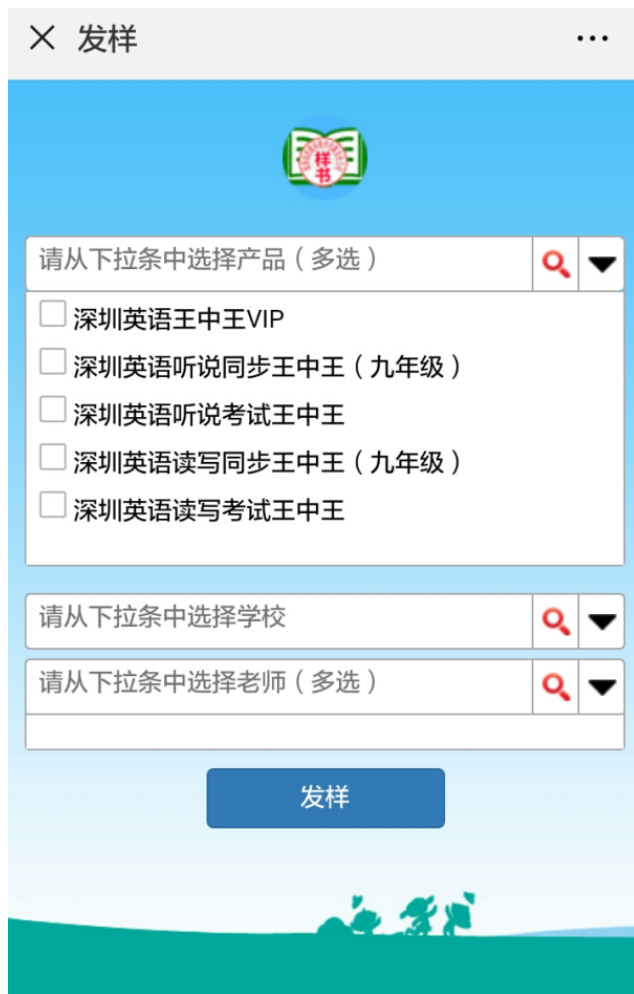 发样
样
书
请从下拉条中选择产品（多选）
深圳英语王中王VIP
深圳英语听说同步王中王（九年级）
深圳英语听说考试王中王
深圳英语读写同步王中王（九年级）
深圳英语读写考试王中王
请从下拉条中选择学校
请从下拉条中选择老师（多选）
发样